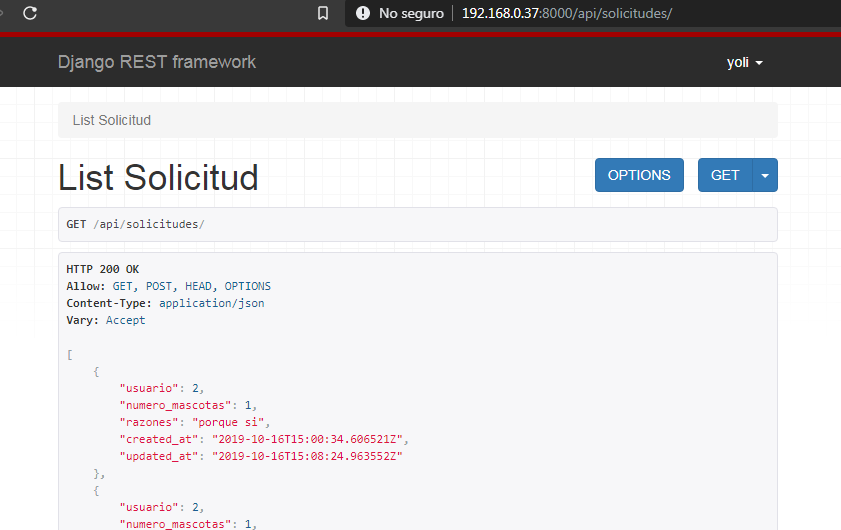 No seguro 192.168.0.37:8000/api/solicitudes/
Django REST framework yoli
List Solicitud
List Solicitud OPTIONS GET
GET /api/solicitudes/
HTTP 200 OK
Allow: GET, POST, HEAD, OPTIONS
Content-Type: application/json
Vary: Accept
[
{
"usuario": 2,
"numero_mascotas": 1,
"razones": "porque si",
"created_at": "2019-10-16T15:00:34.606521Z",
"updated_at": "2019-10-16T15:08:24.963552Z"
},
{
"usuario": 2,
"numero_mascotas": 1,